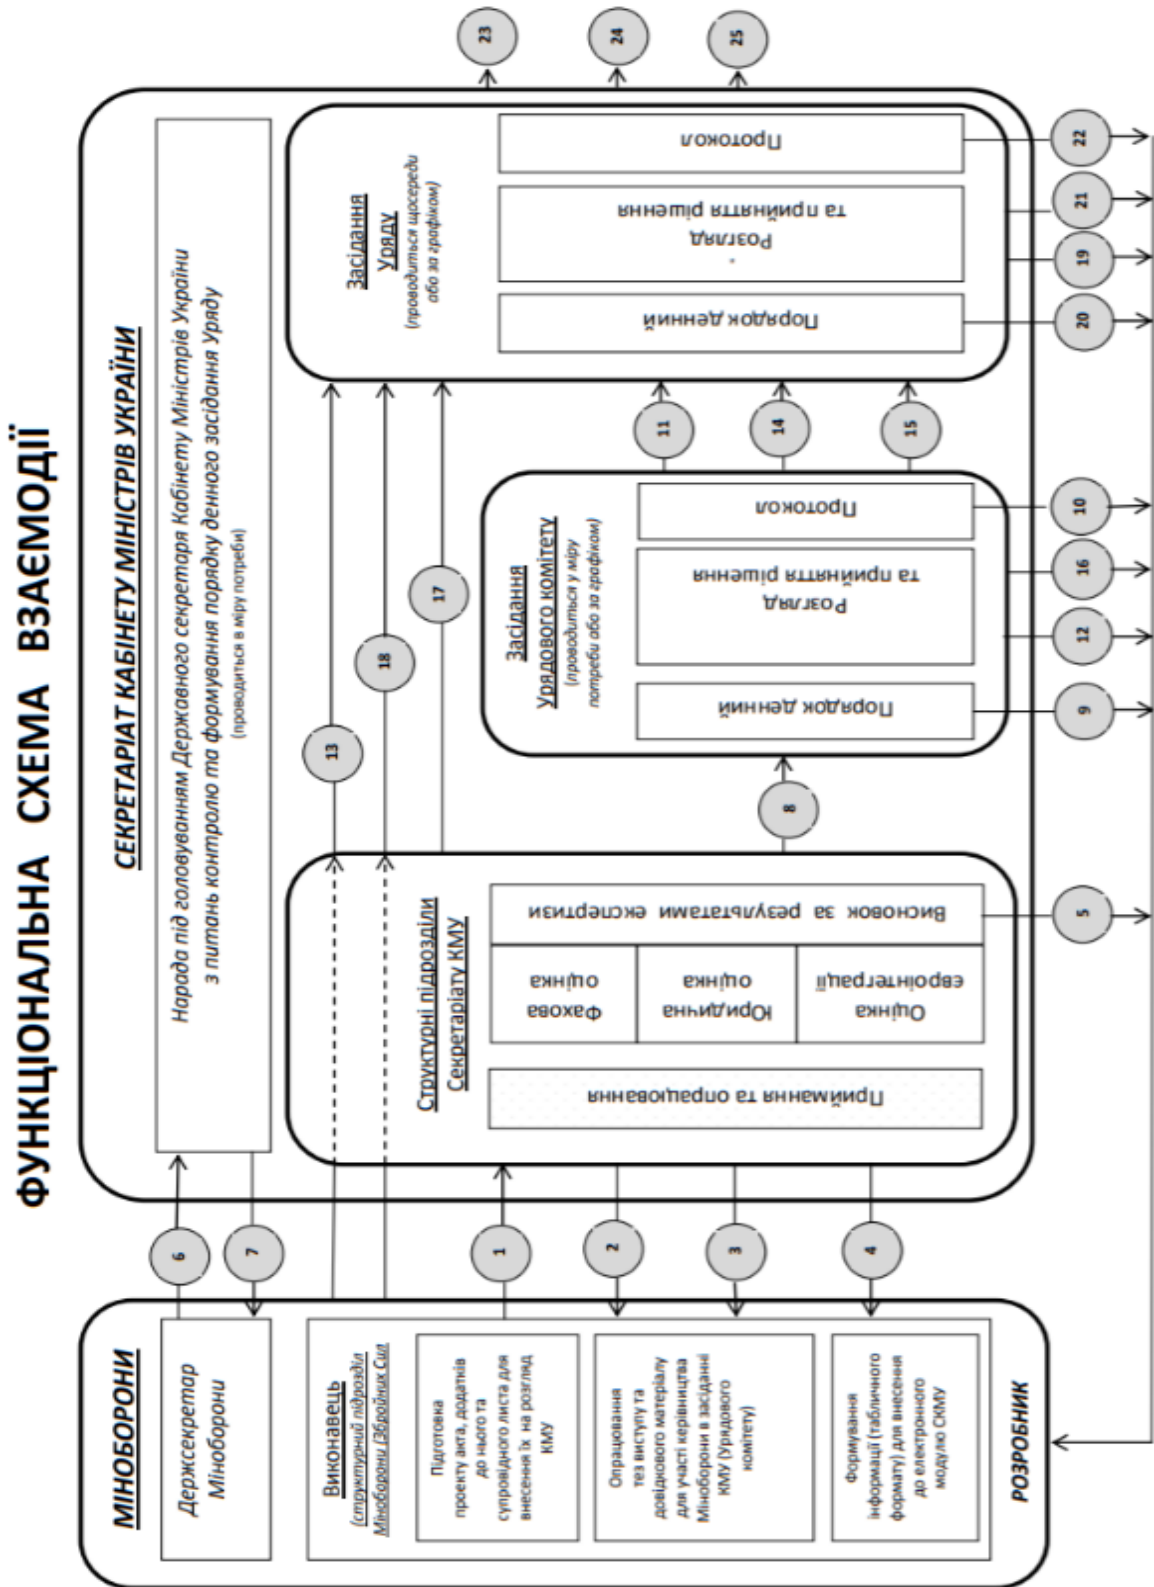 ФУНКЦІОНАЛЬНА СХЕМА ВЗАЄМОДІЇ
МІНОБОРОНИ
Держсекретар
Міноборони
Виконавець
(структурний підрозділ
Міноборони (Збройних Сил
Підготовка
проекту акта, додатків
до нього та
супровідного листа для
внесення їх на розгляд
КМУ
Опрацювання
тез виступу та
довідкового матеріалу
для участі керівництва
Міноборони в засіданні
КМУ (Урядового
комітету)
Формування
інформації (табличного
формату) для внесення
до електронного
модулю СКМУ
РОЗРОБНИК
6
7
1
2
3
4
СЕКРЕТАРІАТ КАБІНЕТУ МІНІСТРІВ УКРАЇНИ
Нарада під головуванням Державного секретаря Кабінету Міністрів України
з питань контролю та формування порядку денного засідання Уряду
(проводиться в міру потреби)
Структурні підрозділи
Секретаріату КМУ
Приймання та опрацювання
Фахова
оцінка
Юридична
оцінка
Оцінка
євроінтеграції
Висновок за результатами експертизи
5
13
18
17
8
Засідання
Урядового комітету
(проводиться у міру
потреби або за графіком)
Порядок денний
Розгляд
та прийняття рішення
Протокол
9
12
16
10
11
14
15
Засідання
Уряду
(проводиться щосереди
або за графіком)
Порядок денний
Розгляд
та прийняття рішення
Протокол
20
19
21
22
23
24
25